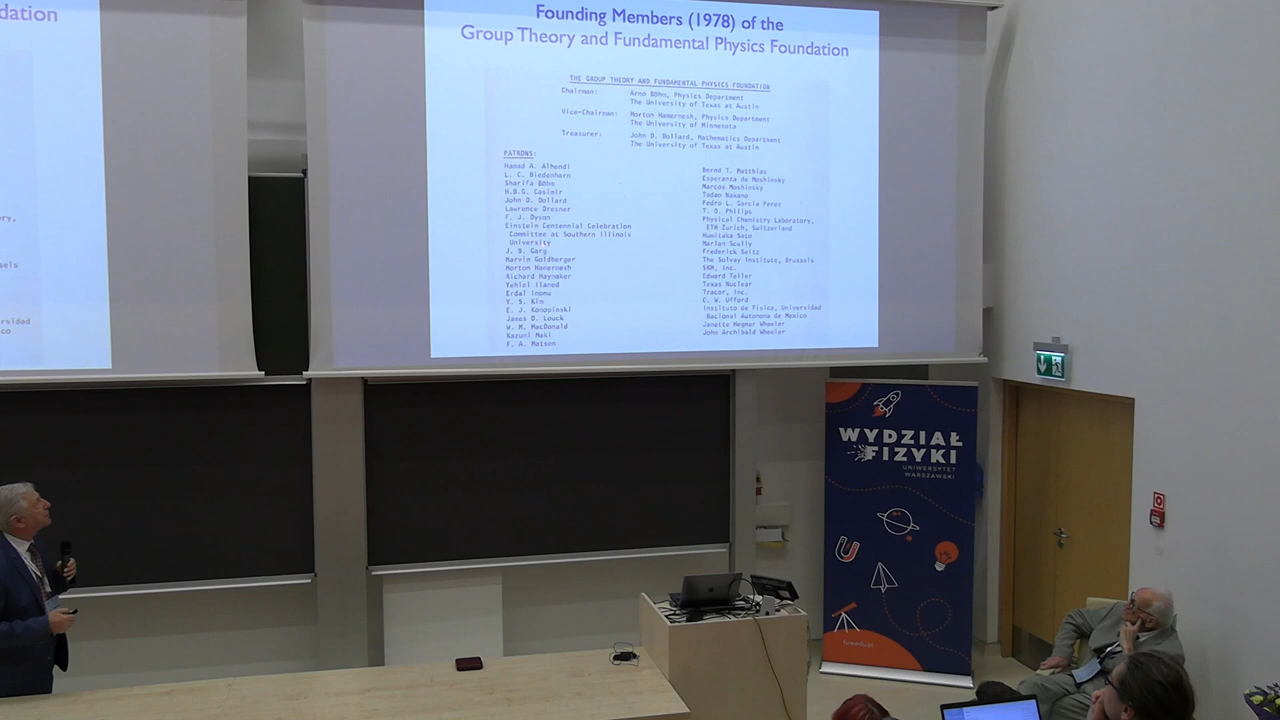 dation
ory,
sels
ersidad
co
Founding Members (1978) of the
Group Theory and Fundamental Physics Foundation
THE GROUP THEORY AND FUNDAMENTAL PHYSICS FOUNDATION
Chairman: Arno Böhm, Physics Department
The University of Texas at Austin
Vice-Chairman: Morton Hamermesh, Physics Department
The University of Minnesota
Treasurer: John D. Dollard, Mathematics Department
The University of Texas at Austin
PATRONS:
Hamad A. Alhendi
L. C. Biedenharn
Sharifa Böhm
H.B.G. Casimir
John D. Dollard
Lawrence Dresner
F. J. Dyson
Einstein Centennial Celebration
Committee at Southern Illinois
University
J. B. Garg
Marvin Goldberger
Morton Hamermesh
Richard Haymaker
Yehiel Ilamed
Erdal Inonu
Y. S. Kim
E. J. Konopinski
James D. Louck
W. M. MacDonald
Kazumi Maki
F. A. Matsen
Bernd T. Matthias
Esperanza de Moshinsky
Marcos Moshinsky
Tadao Nakano
Pedro L. Garcia Perez
T. D. Philips
Physical Chemistry Laboratory,
ETH Zurich, Switzerland
Humitaka Sato
Marlan Scully
Frederick Seitz
The Solvay Institute, Brussels
SKM, Inc.
Edward Teller
Texas Nuclear
Tracor, Inc.
C. W. Ufford
Instituto de Fisica, Universidad
Nacional Autonoma de Mexico
Janette Hegner Wheeler
John Archibald Wheeler
WYDZIAŁ
FIZYKI
UNIWERSYTET
WARSZAWSKI